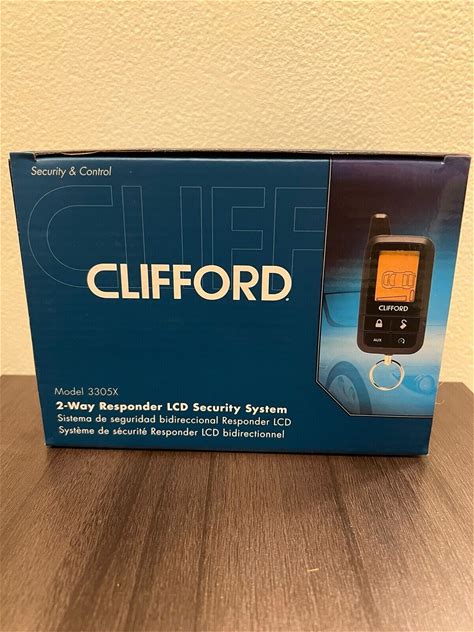 Security & Control
CLIFF
CLIFFORD
CLIFFORD
AUX
Model 3305X
2-Way Responder LCD Security System
Sistema de seguridad bidireccional Responder LCD
Système de sécurité Responder LCD bidirectionnel